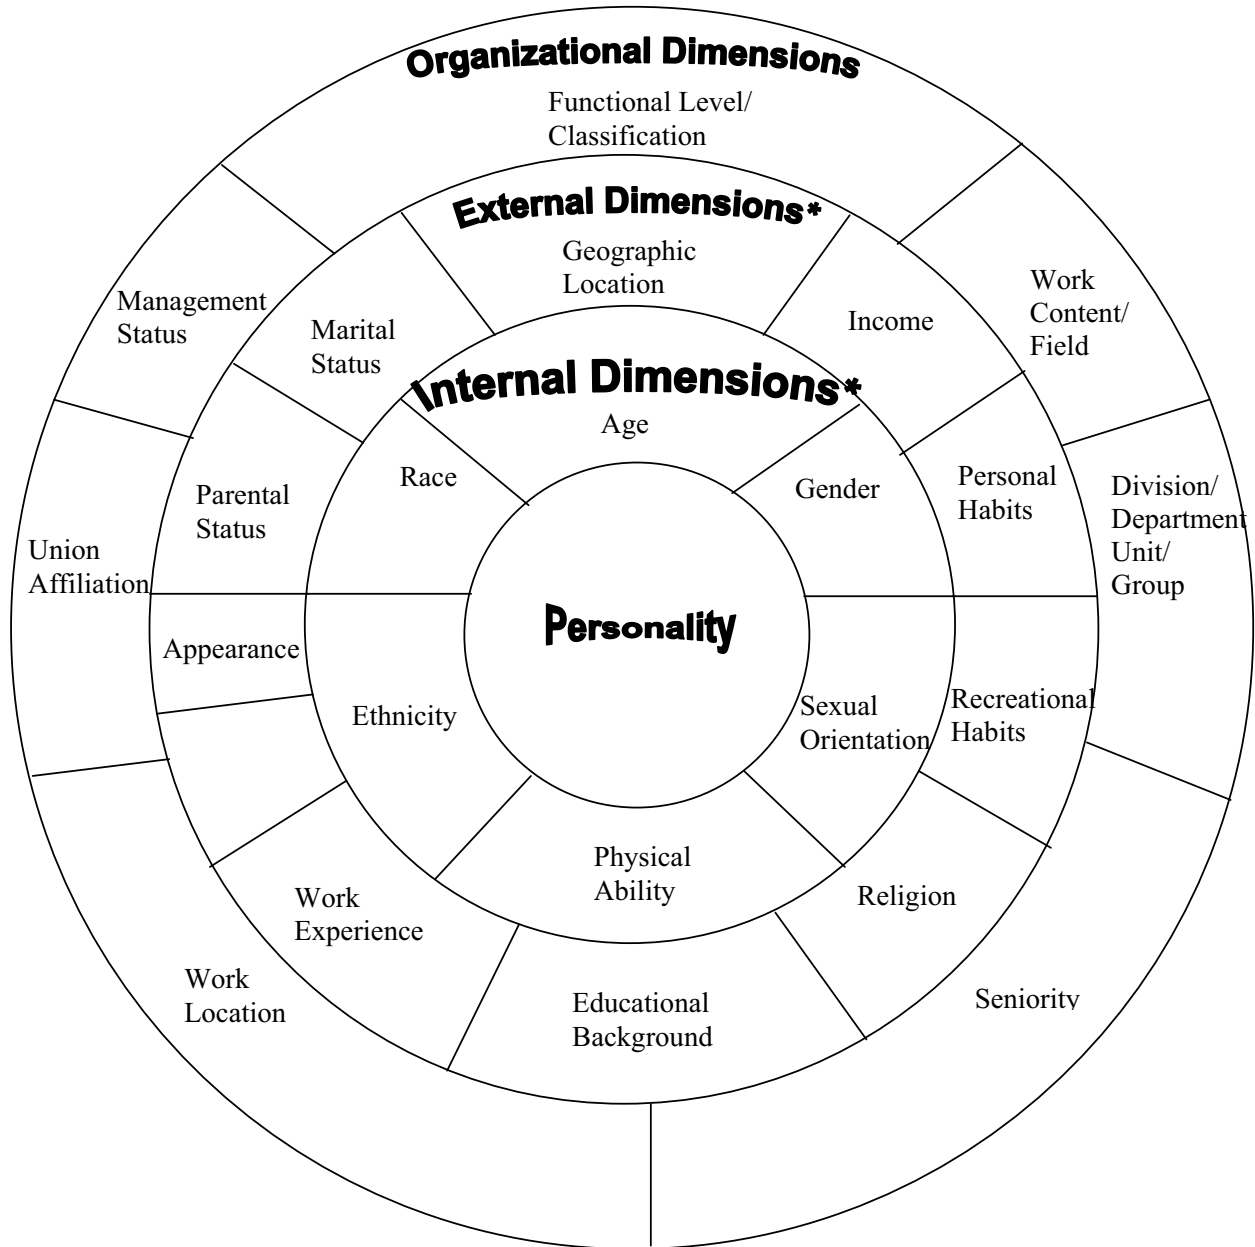 Organizational Dimensions
Functional Level/
Classification
External Dimensions*
Geographic
Location
Internal Dimensions*
Age
Management
Status
Marital
Status
Income
Work
Content/
Field
Race
Gender
Parental
Status
Personal
Habits
Division/
Department
Unit/
Group
Union
Affiliation
Personality
Appearance
Ethnicity
Sexual
Orientation
Recreational
Habits
Physical
Ability
Work
Experience
Religion
Work
Location
Educational
Background
Seniority